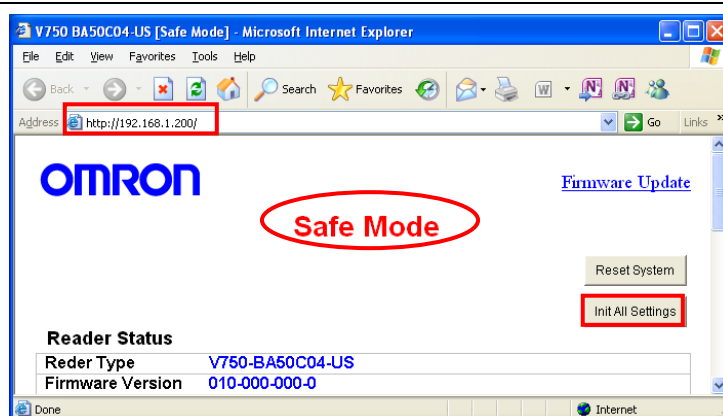 V750 BA50C04-US [Safe Mode] - Microsoft Internet Explorer
File Edit View Favorites Tools Help
Back Search Favorites
Address http://192.168.1.200/ Go Links »
OMRON
Firmware Update
Safe Mode
Reset System
Init All Settings
Reader Status
Reder Type V750-BA50C04-US
Firmware Version 010-000-000-0
Done Internet